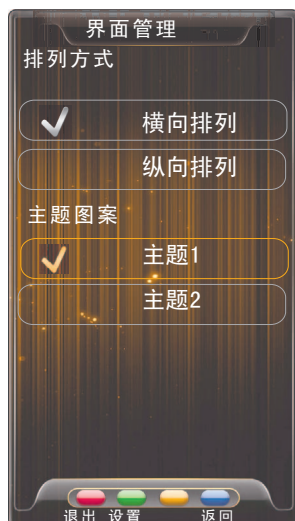 界面管理
排列方式
横向排列
纵向排列
主题图案
主题1
主题2
退出 设置 返回